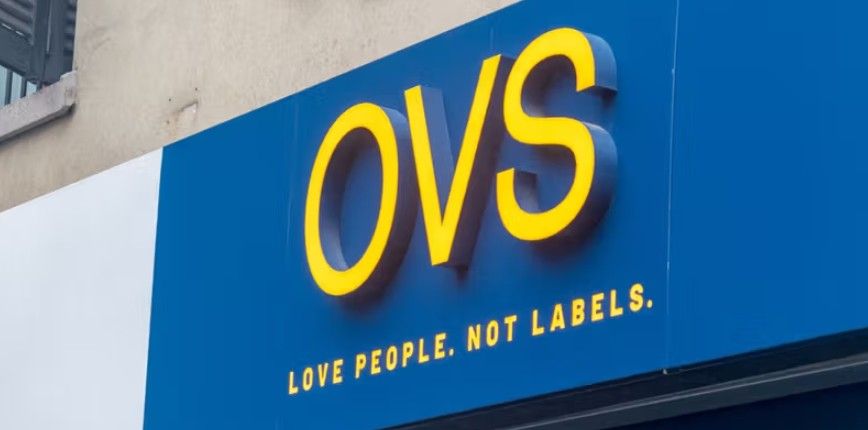 OVS
LOVE PEOPLE. NOT LABELS.